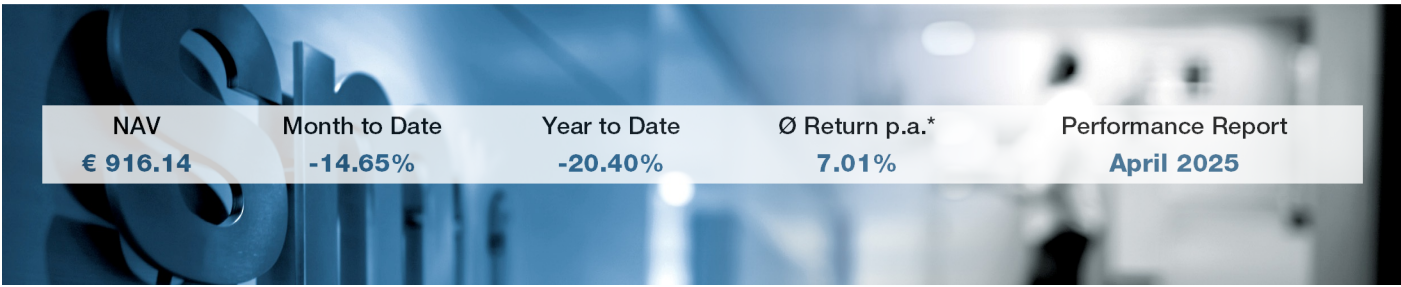 NAV Month to Date Year to Date Ø Return p.a.* Performance Report
€ 916.14 -14.65% -20.40% 7.01% April 2025